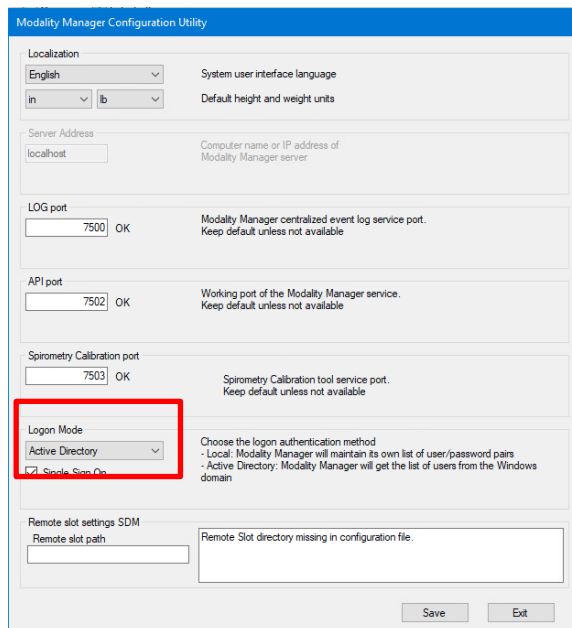 Modality Manager Configuration Utility
Localization
English
System user interface language
in
lb
Default height and weight units
Server Address
localhost
Computer name or IP address of
Modality Manager server
LOG port
7500
OK
Modality Manager centralized event log service port.
Keep default unless not available
API port
7502
OK
Working port of the Modality Manager service.
Keep default unless not available
Spirometry Calibration port
7503
OK
Spirometry Calibration tool service port.
Keep default unless not available
Logon Mode
Active Directory
Single Sign On
Choose the logon authentication method
- Local: Modality Manager will maintain its own list of user/password pairs
- Active Directory: Modality Manager will get the list of users from the Windows
domain
Remote slot settings SDM
Remote slot path
Remote Slot directory missing in configuration file.
Save
Exit